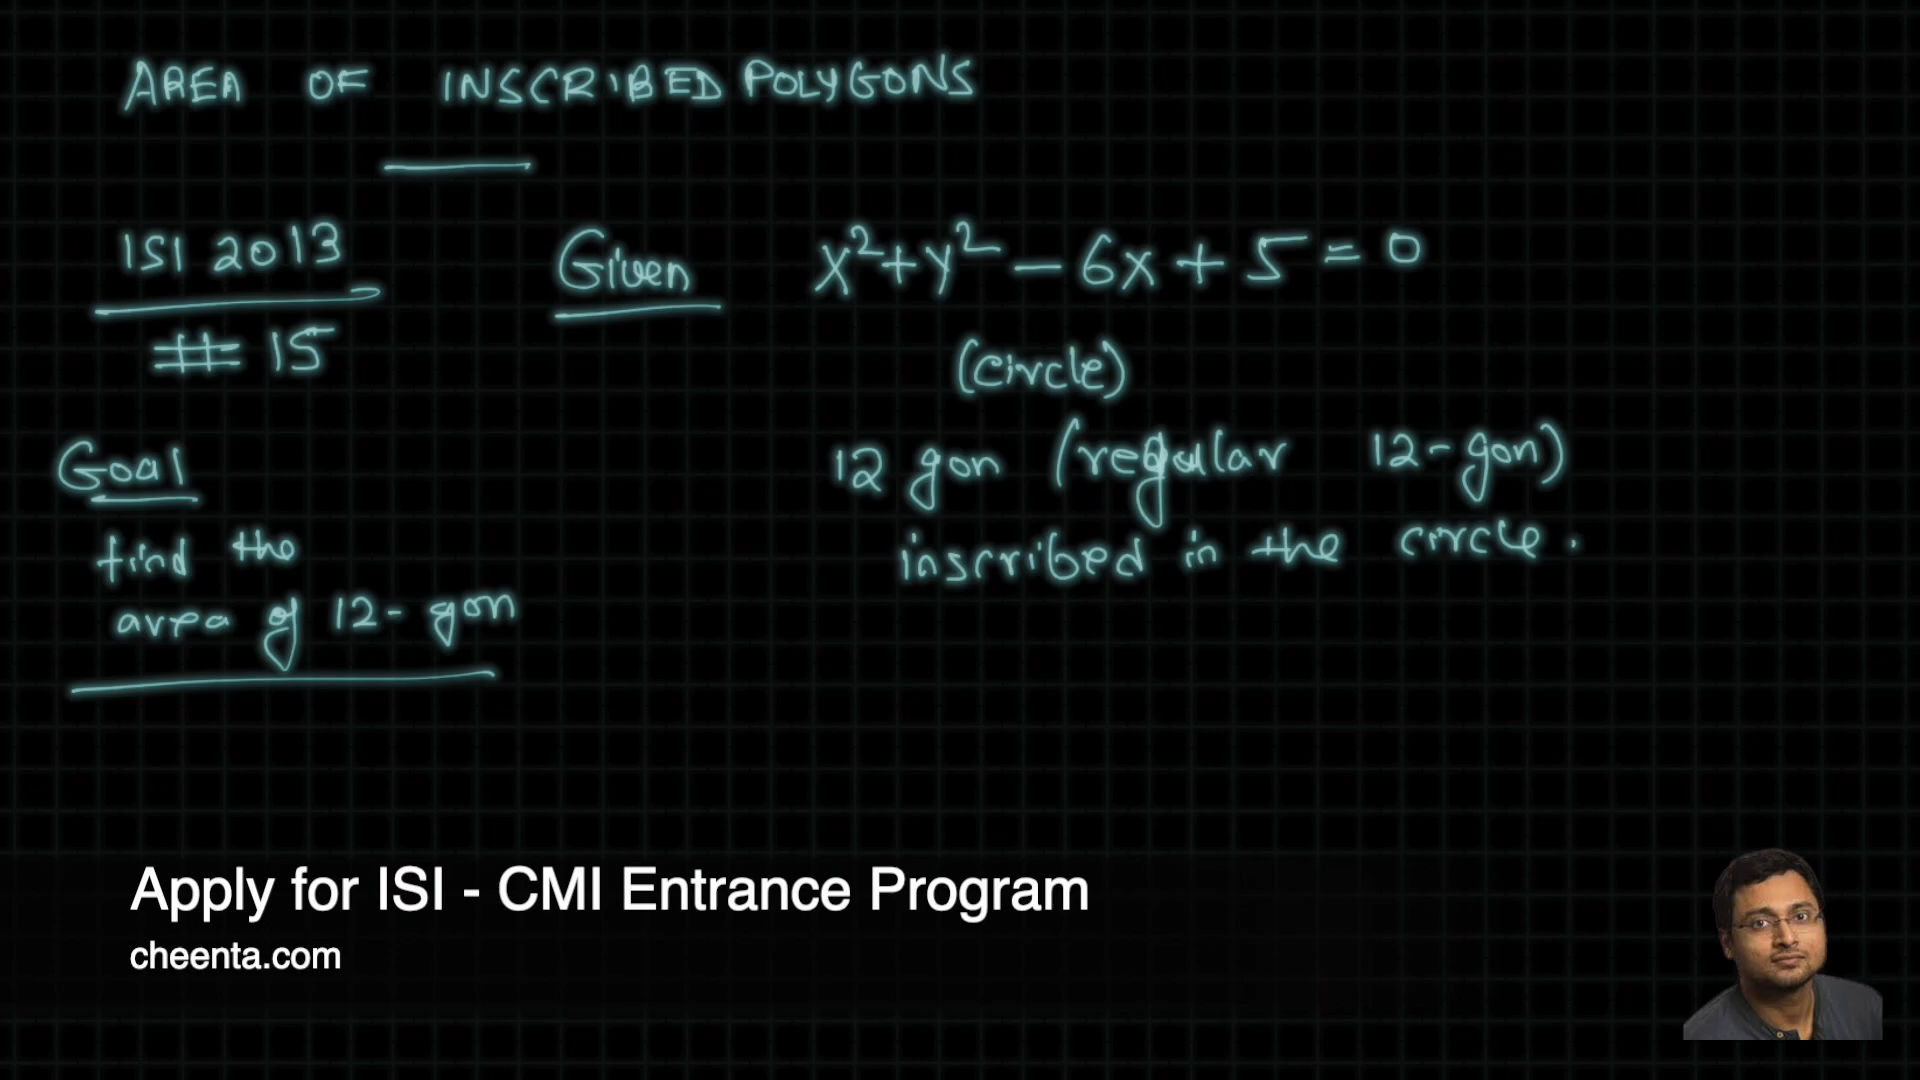 AREA OF INSCRIBED POLYGONS
ISI 2013
# 15
Given x²+y²-6x+5=0
(circle)
12 gon (regular 12-gon)
inscribed in the circle.
Goal
find the
area of 12-gon
Apply for ISI - CMI Entrance Program
cheenta.com